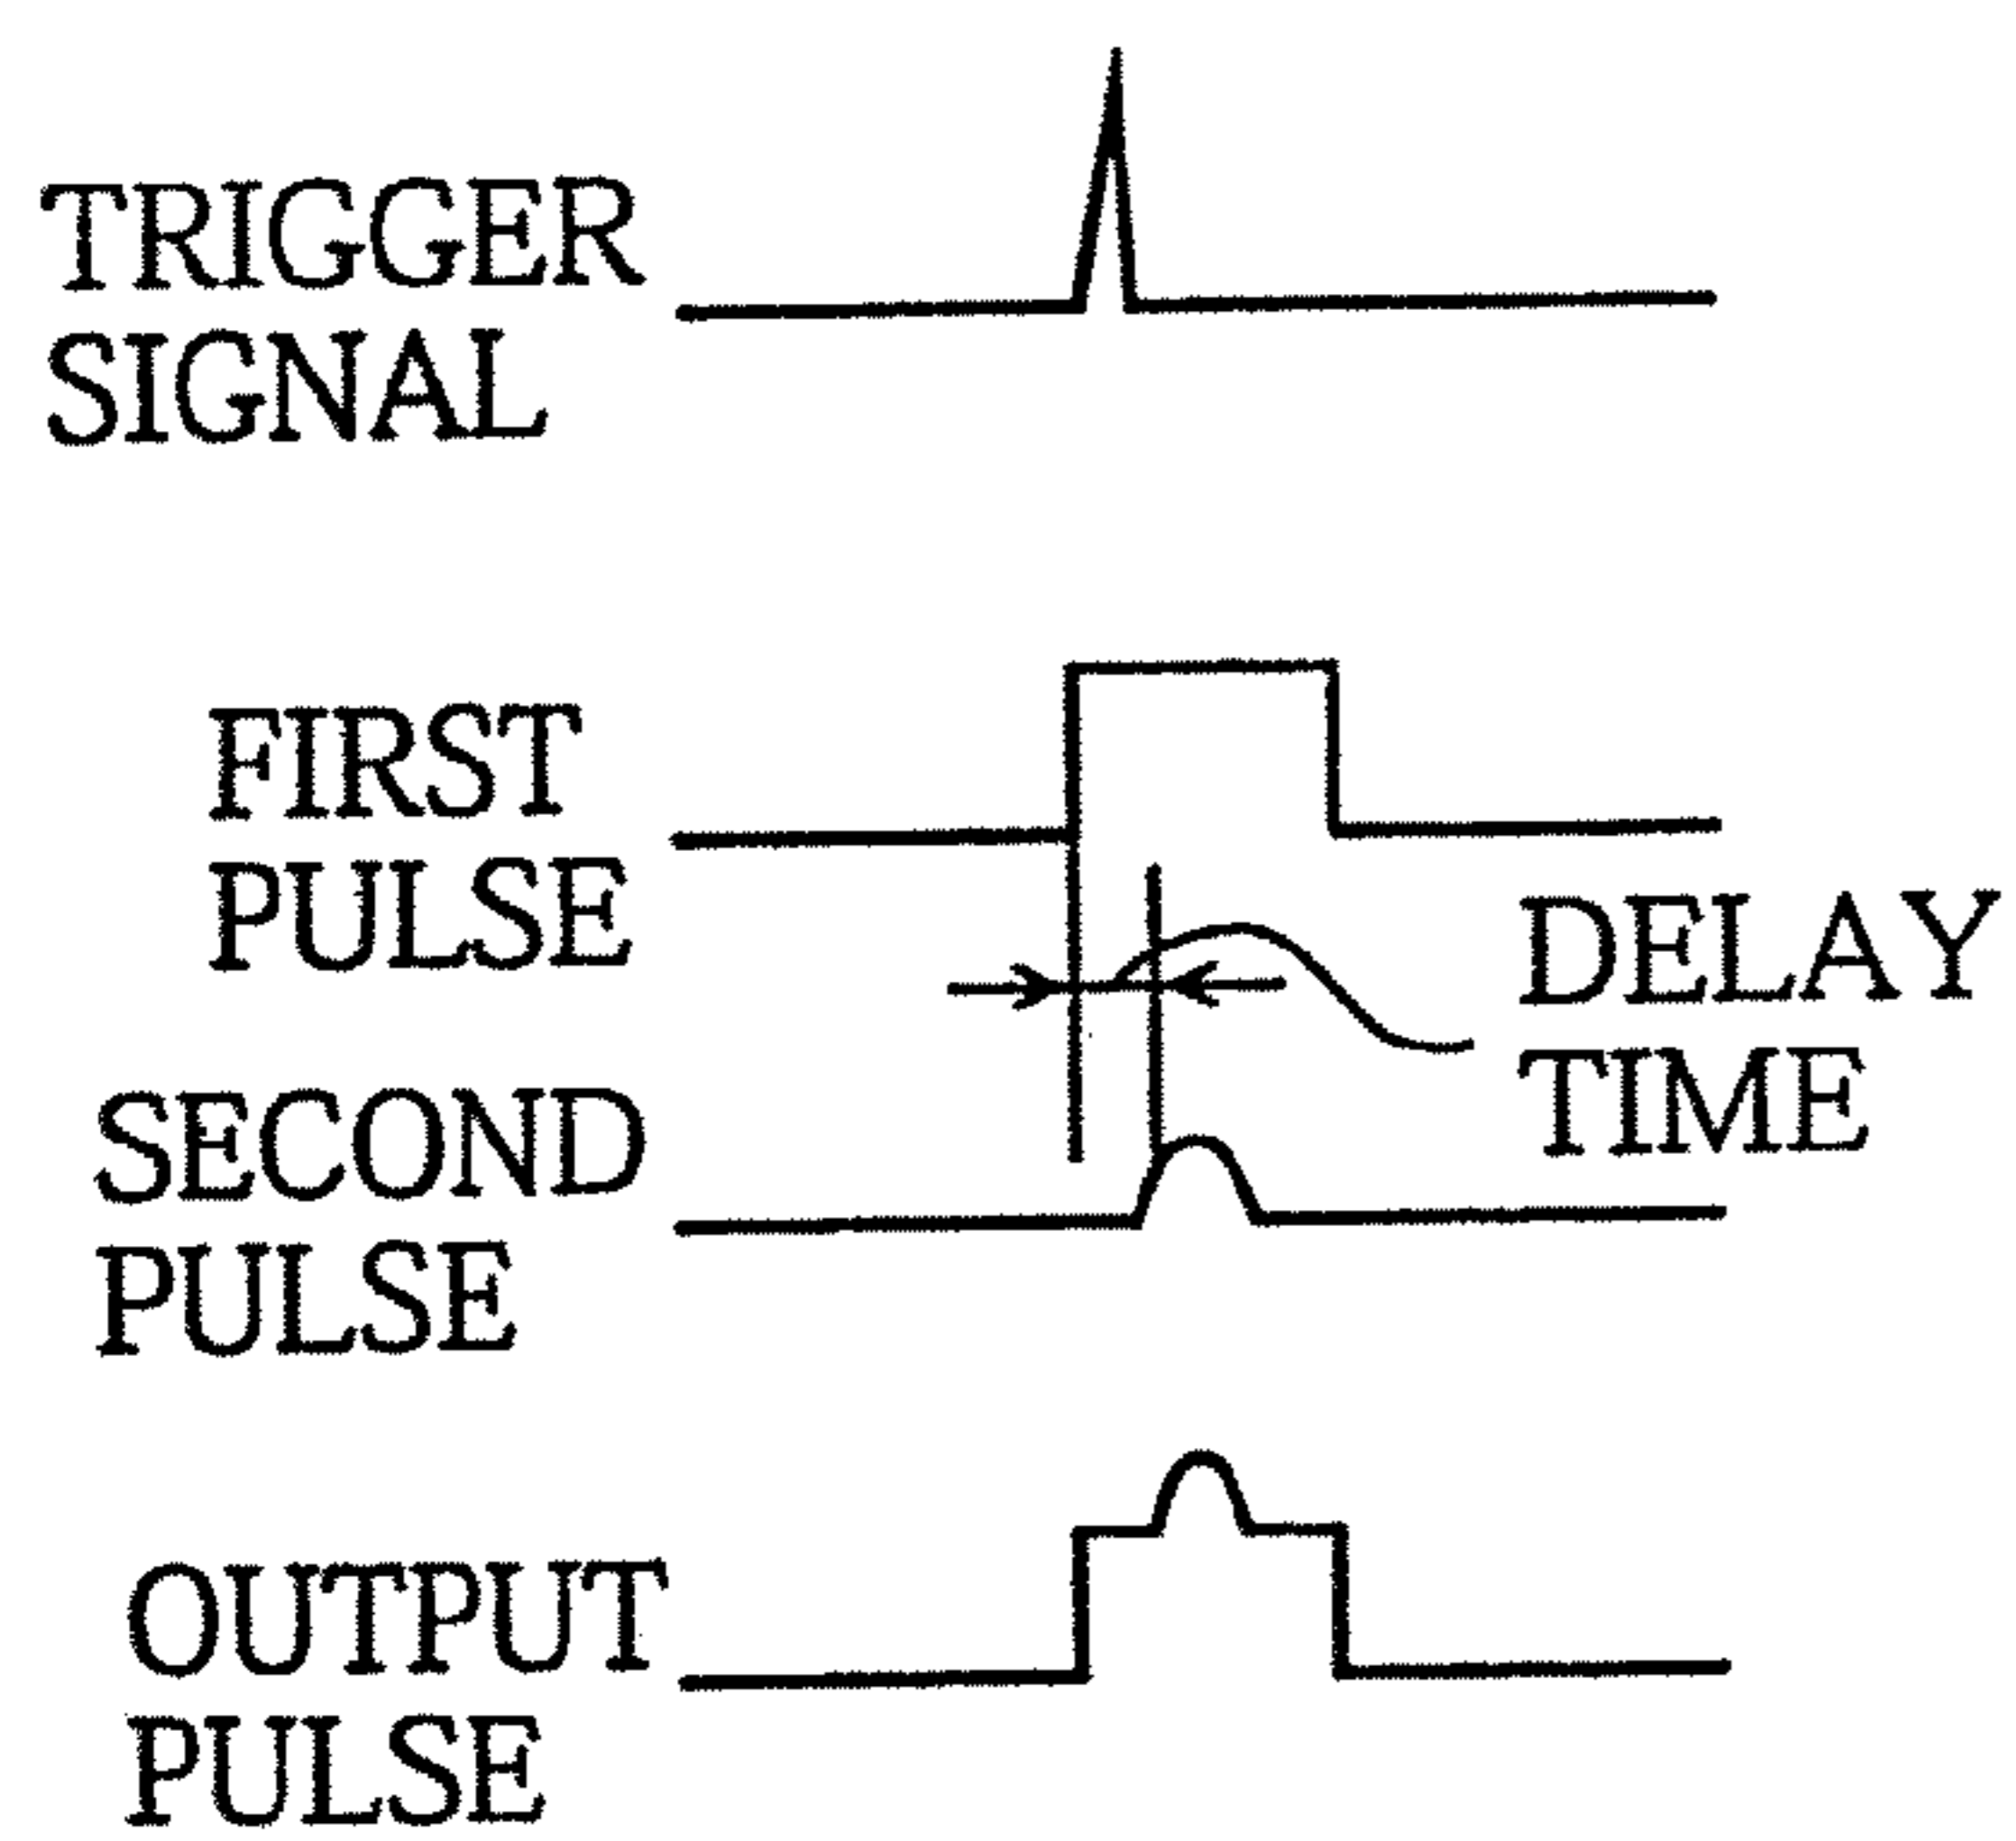 TRIGGER
SIGNAL
FIRST
PULSE
DELAY
TIME
SECOND
PULSE
OUTPUT
PULSE